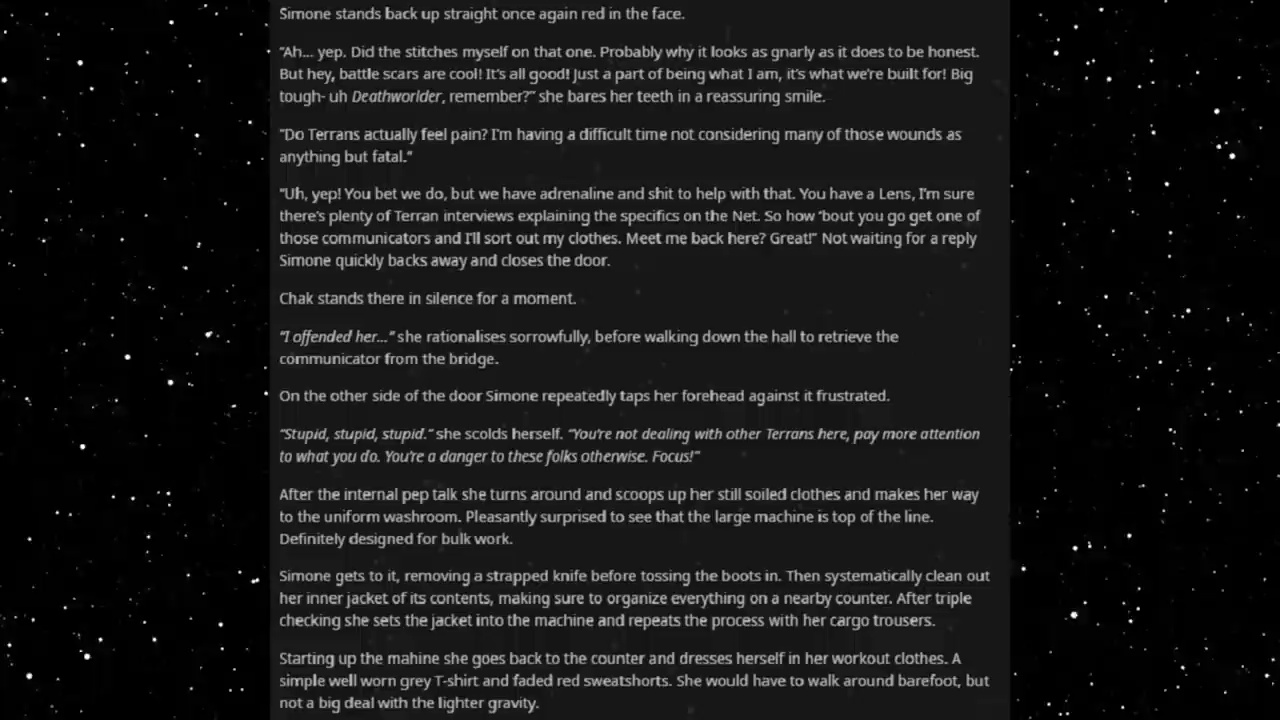 Simone stands back up straight once again red in the face.
“Ah... yep. Did the stitches myself on that one. Probably why it looks as gnarly as it does to be honest.
But hey, battle scars are cool! It’s all good! Just a part of being what I am, it’s what we’re built for! Big
tough- uh Deathworlder, remember?” she bares her teeth in a reassuring smile.
“Do Terrans actually feel pain? I’m having a difficult time not considering many of those wounds as
anything but fatal.”
“Uh, yep! You bet we do, but we have adrenaline and shit to help with that. You have a Lens, I’m sure
there’s plenty of Terran interviews explaining the specifics on the Net. So how ‘bout you go get one of
those communicators and I’ll sort out my clothes. Meet me back here? Great!” Not waiting for a reply
Simone quickly backs away and closes the door.
Chak stands there in silence for a moment.
“I offended her...” she rationalises sorrowfully, before walking down the hall to retrieve the
communicator from the bridge.
On the other side of the door Simone repeatedly taps her forehead against it frustrated.
“Stupid, stupid, stupid.” she scolds herself. “You’re not dealing with other Terrans here, pay more attention
to what you do. You’re a danger to these folks otherwise. Focus!”
After the internal pep talk she turns around and scoops up her still soiled clothes and makes her way
to the uniform washroom. Pleasantly surprised to see that the large machine is top of the line.
Definitely designed for bulk work.
Simone gets to it, removing a strapped knife before tossing the boots in. Then systematically clean out
her inner jacket of its contents, making sure to organize everything on a nearby counter. After triple
checking she sets the jacket into the machine and repeats the process with her cargo trousers.
Starting up the mahine she goes back to the counter and dresses herself in her workout clothes. A
simple well worn grey T-shirt and faded red sweatshorts. She would have to walk around barefoot, but
not a big deal with the lighter gravity.